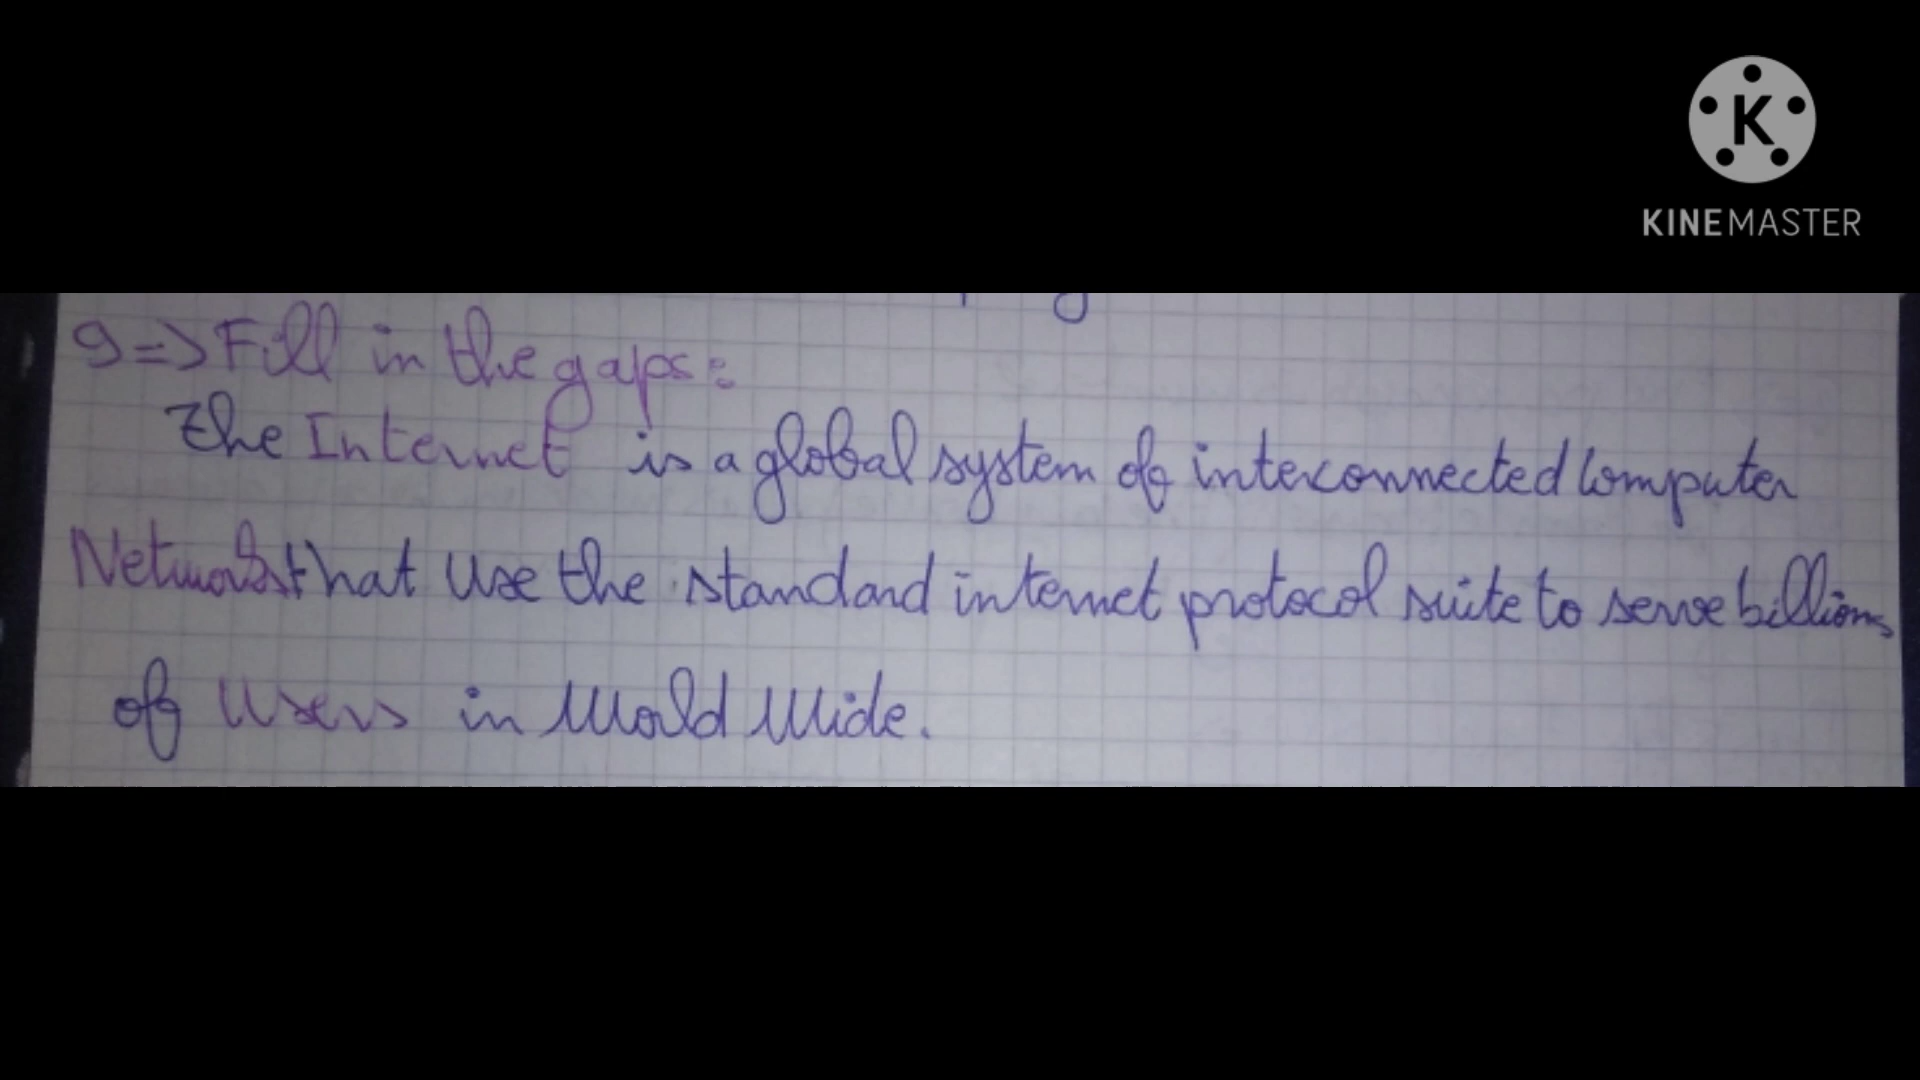 K
KINEMASTER
9=>Fill in the gaps:
The Internet is a global system of interconnected Computer
Networks that use the standard internet protocol suite to serve billions
of Users in World Wide.